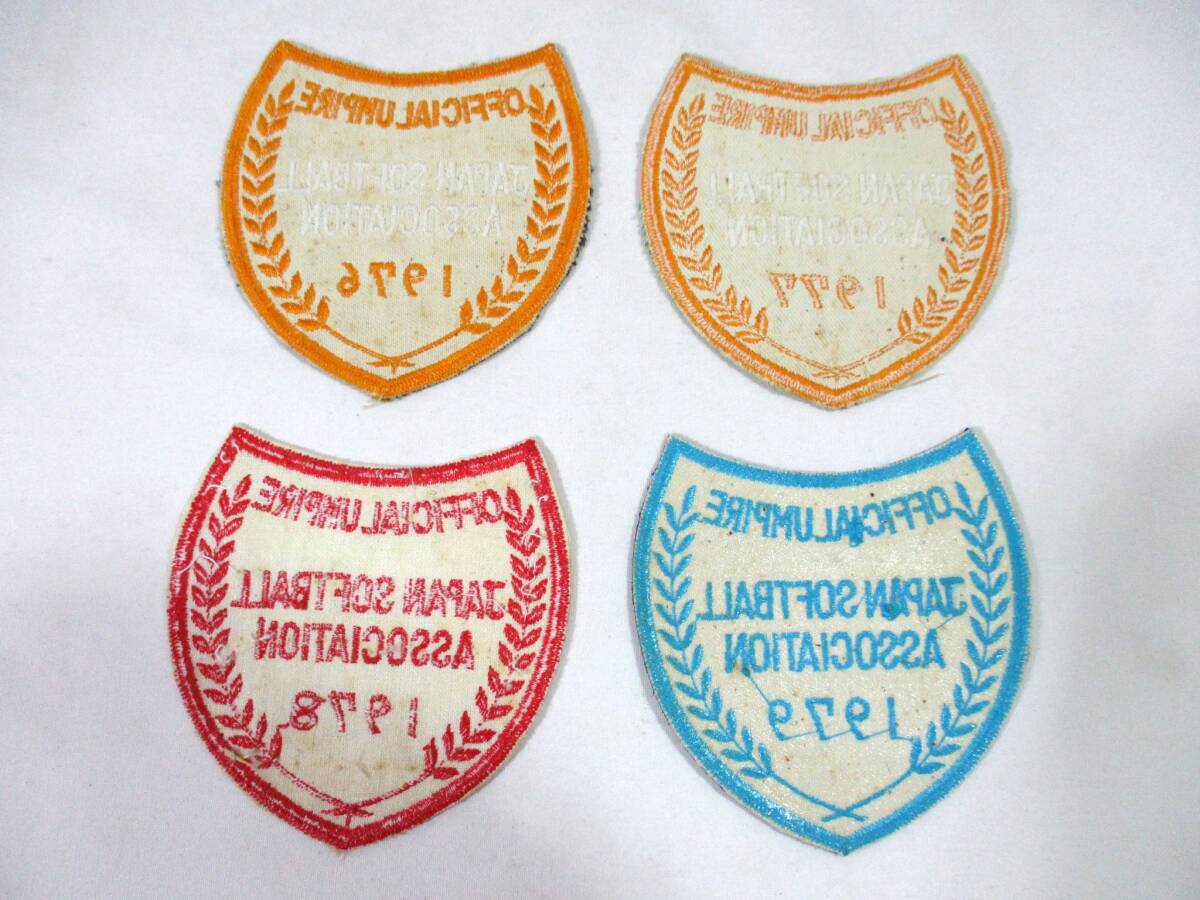 OFFICIAL UMPIRE
JAPAN SOFTBALL
ASSOCIATION
1976
OFFICIAL UMPIRE
JAPAN SOFTBALL
ASSOCIATION
1977
OFFICIAL UMPIRE
JAPAN SOFTBALL
ASSOCIATION
1978
OFFICIAL UMPIRE
JAPAN SOFTBALL
ASSOCIATION
1979